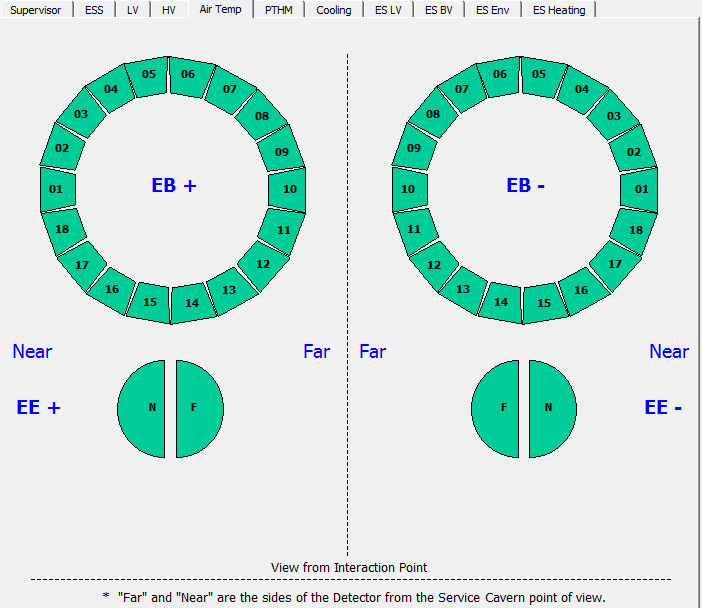 Supervisor ESS LV HV Air Temp PTHM Cooling ES LV ES BV ES Env ES Heating
05 06
04 07
03 08
02 09
01 EB + 10
18 11
17 12
16 13
15 14
06 05
07 04
08 03
09 02
10 EB - 01
11 18
12 17
13 16
14 15
Near Far Far Near
EE + N F F N EE -
View from Interaction Point
* "Far" and "Near" are the sides of the Detector from the Service Cavern point of view.